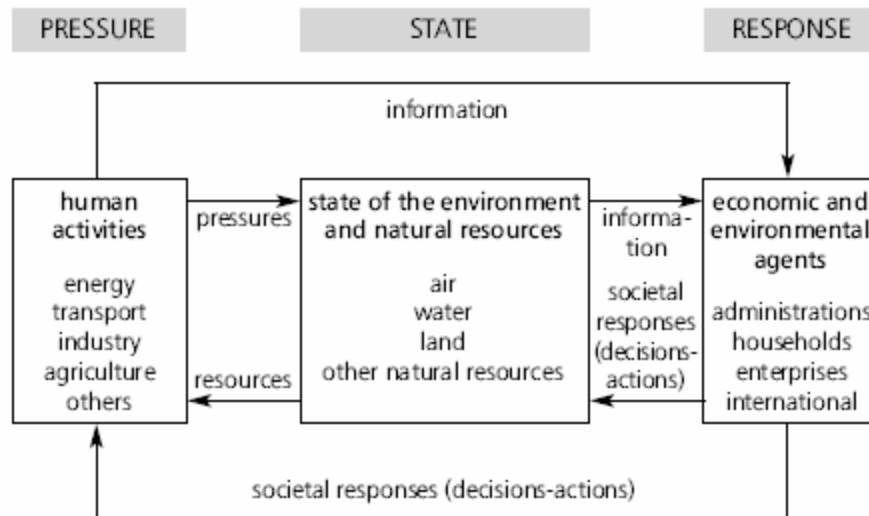 PRESSURE
STATE
RESPONSE
information
human
activities
energy
transport
industry
agriculture
others
pressures
resources
state of the environment
and natural resources
air
water
land
other natural resources
informa-
tion
societal
responses
(decisions-
actions)
economic and
environmental
agents
administrations
households
enterprises
international
societal responses (decisions-actions)